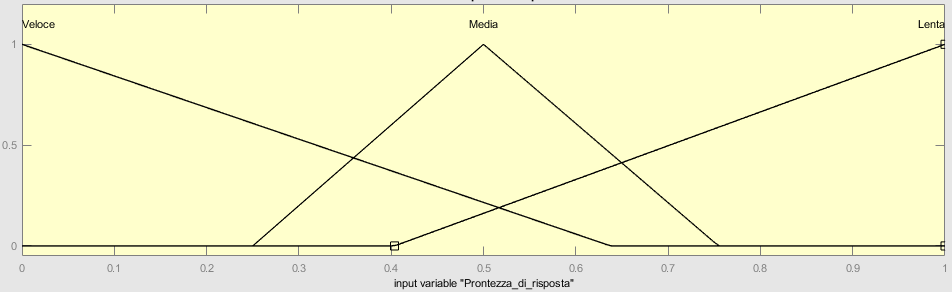 Veloce Media Lenta
1
0.5
0
0 0.1 0.2 0.3 0.4 0.5 0.6 0.7 0.8 0.9 1
input variable "Prontezza_di_risposta"